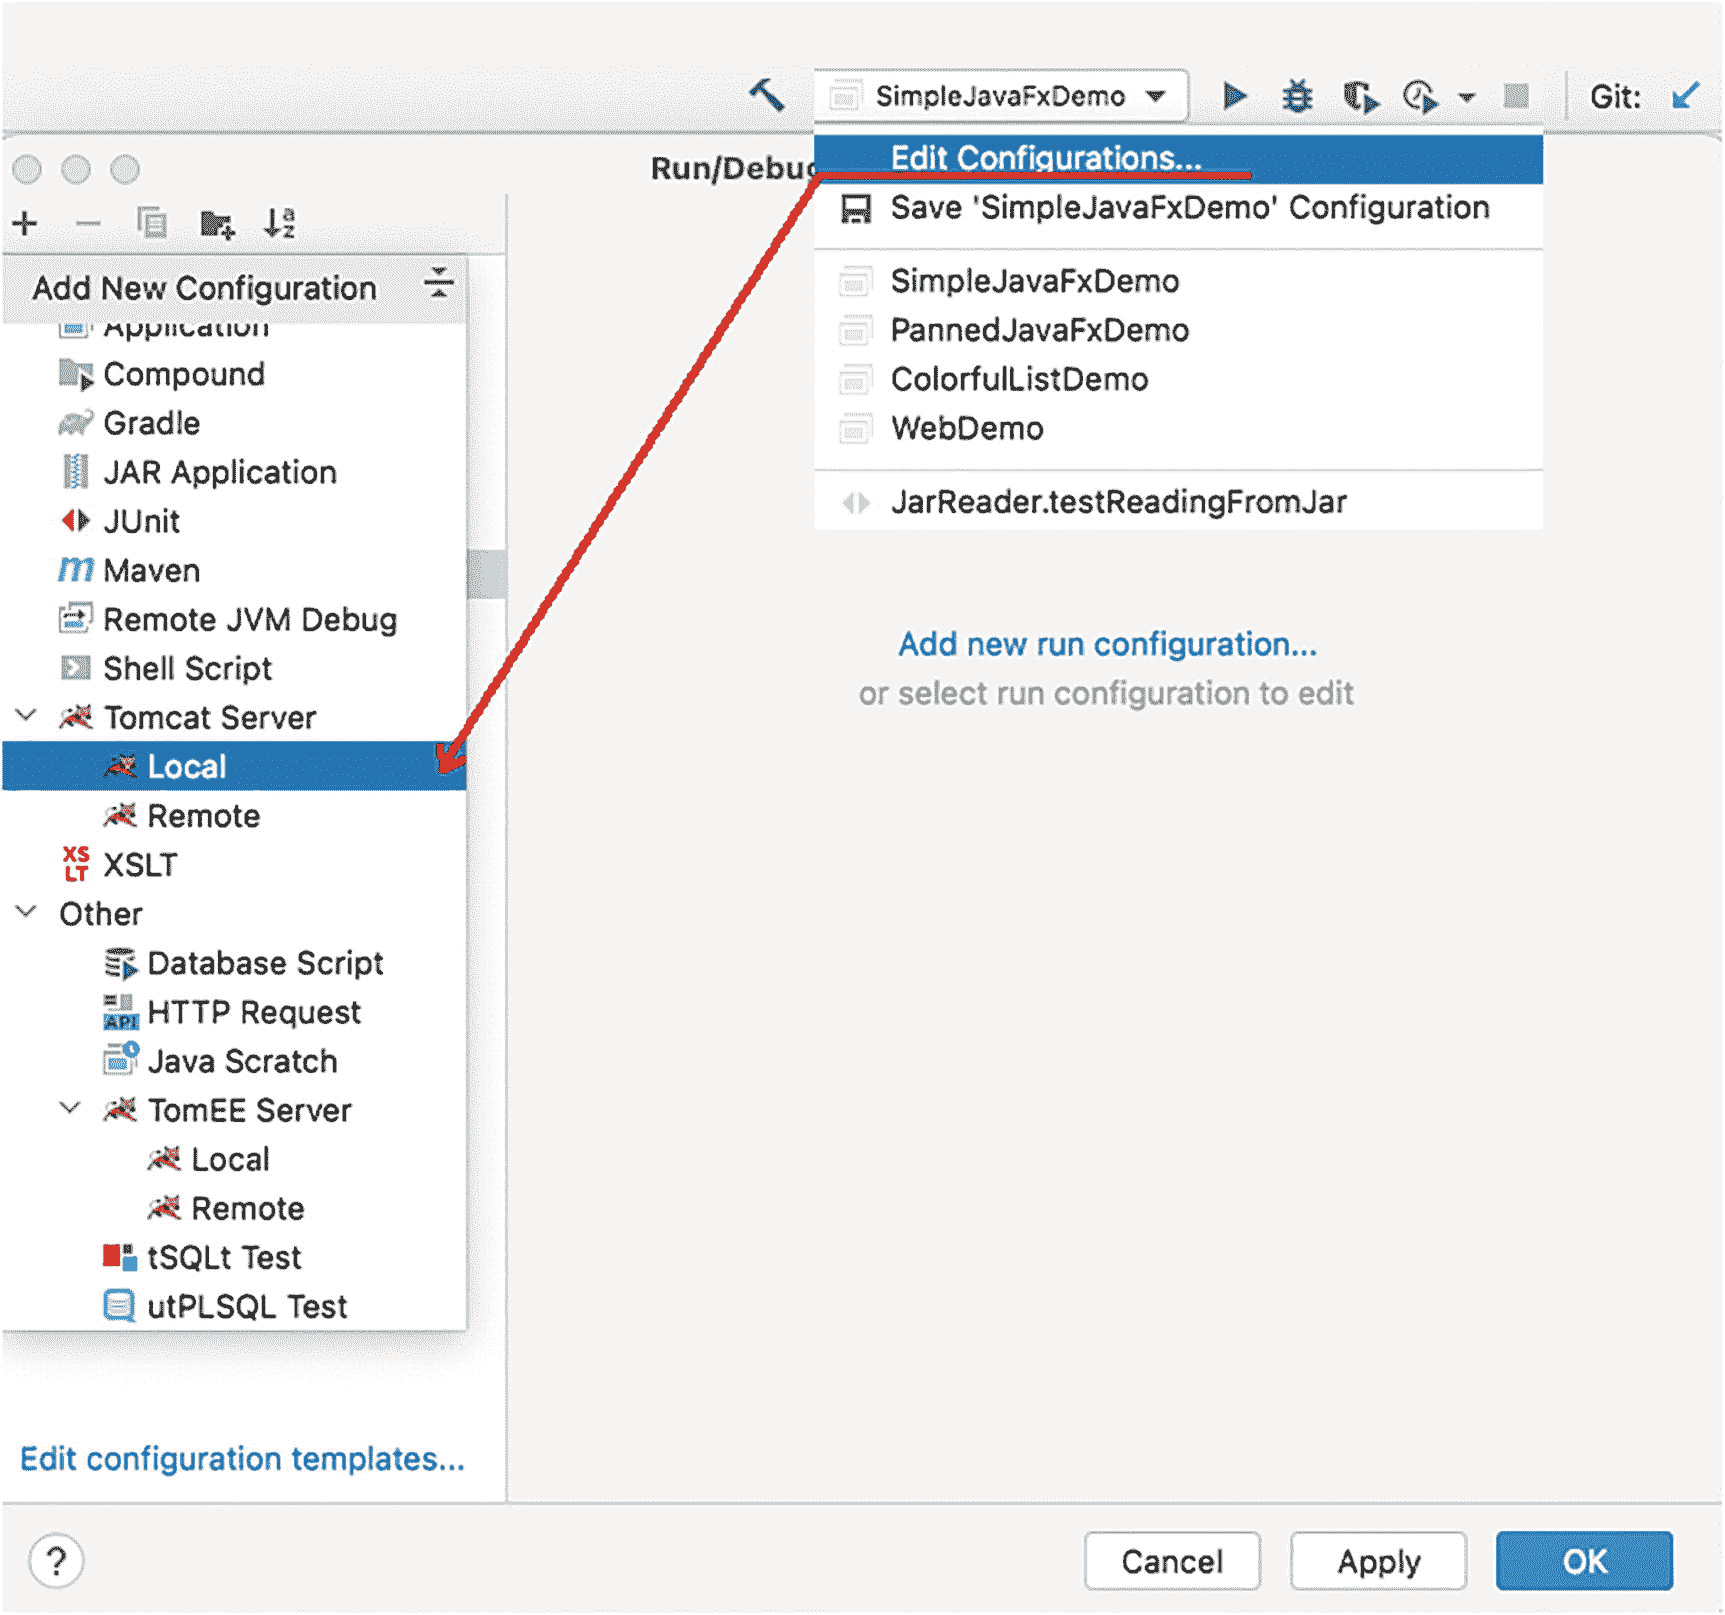 SimpleJavaFxDemo
Git:
Run/Debug
Edit Configurations...
Save 'SimpleJavaFxDemo' Configuration
SimpleJavaFxDemo
PannedJavaFxDemo
ColorfulListDemo
WebDemo
JarReader.testReadingFromJar
Add new run configuration...
or select run configuration to edit
Add New Configuration
Application
Compound
Gradle
JAR Application
JUnit
Maven
Remote JVM Debug
Shell Script
Tomcat Server
Local
Remote
XSLT
Other
Database Script
HTTP Request
API
Java Scratch
TomEE Server
Local
Remote
tSQLt Test
utPLSQL Test
Edit configuration templates...
?
Cancel
Apply
OK